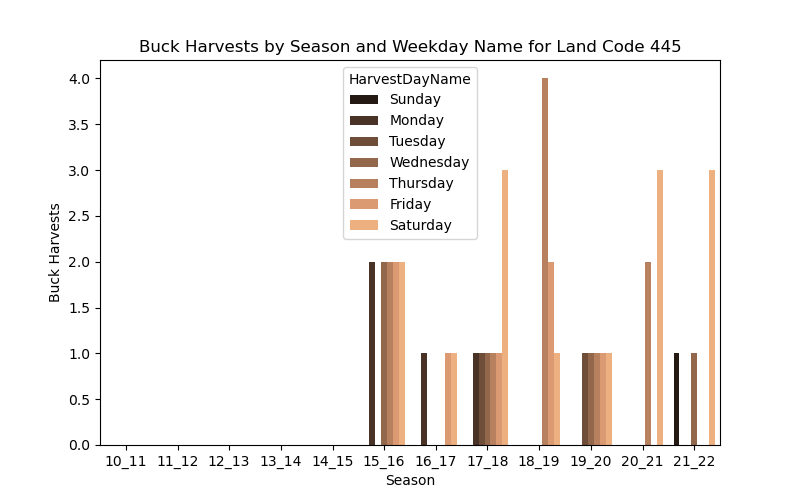 Buck Harvests by Season and Weekday Name for Land Code 445
HarvestDayName
Sunday
Monday
Tuesday
Wednesday
Thursday
Friday
Saturday
Buck Harvests
4.0
3.5
3.0
2.5
2.0
1.5
1.0
0.5
0.0
10_11 11_12 12_13 13_14 14_15 15_16 16_17 17_18 18_19 19_20 20_21 21_22
Season